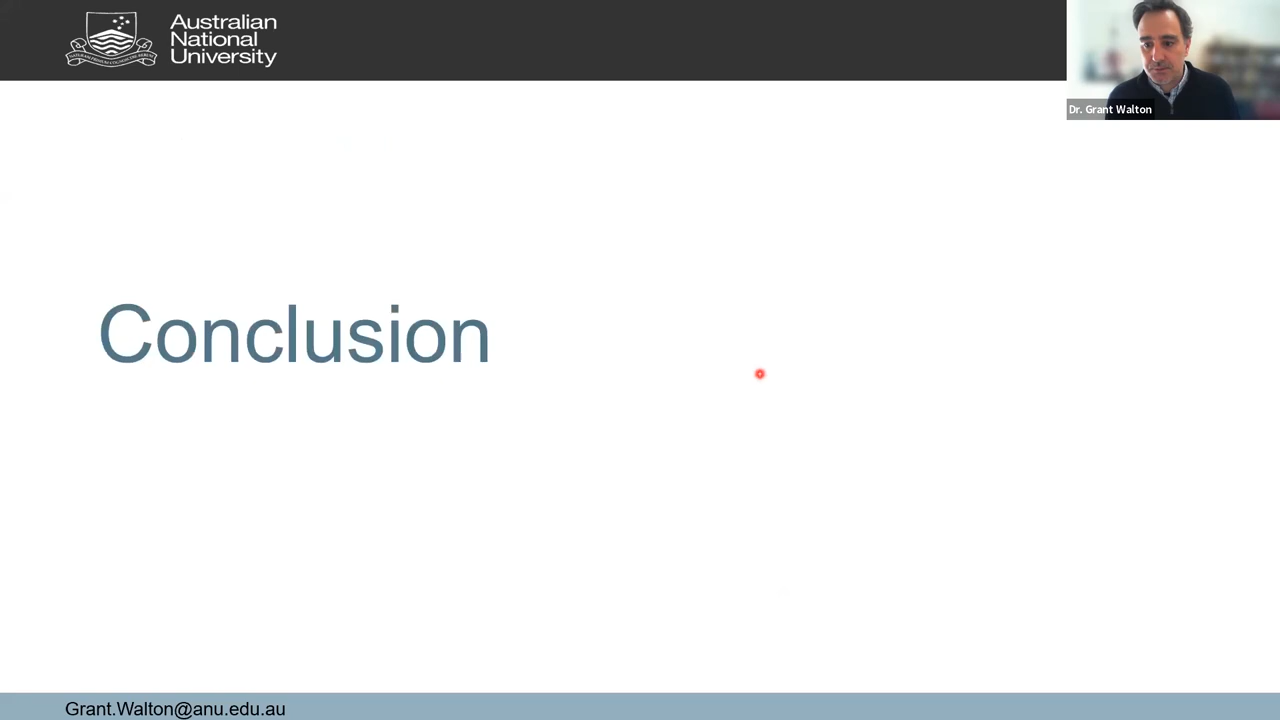 Australian
National
University
Dr. Grant Walton
Conclusion
Grant.Walton@anu.edu.au